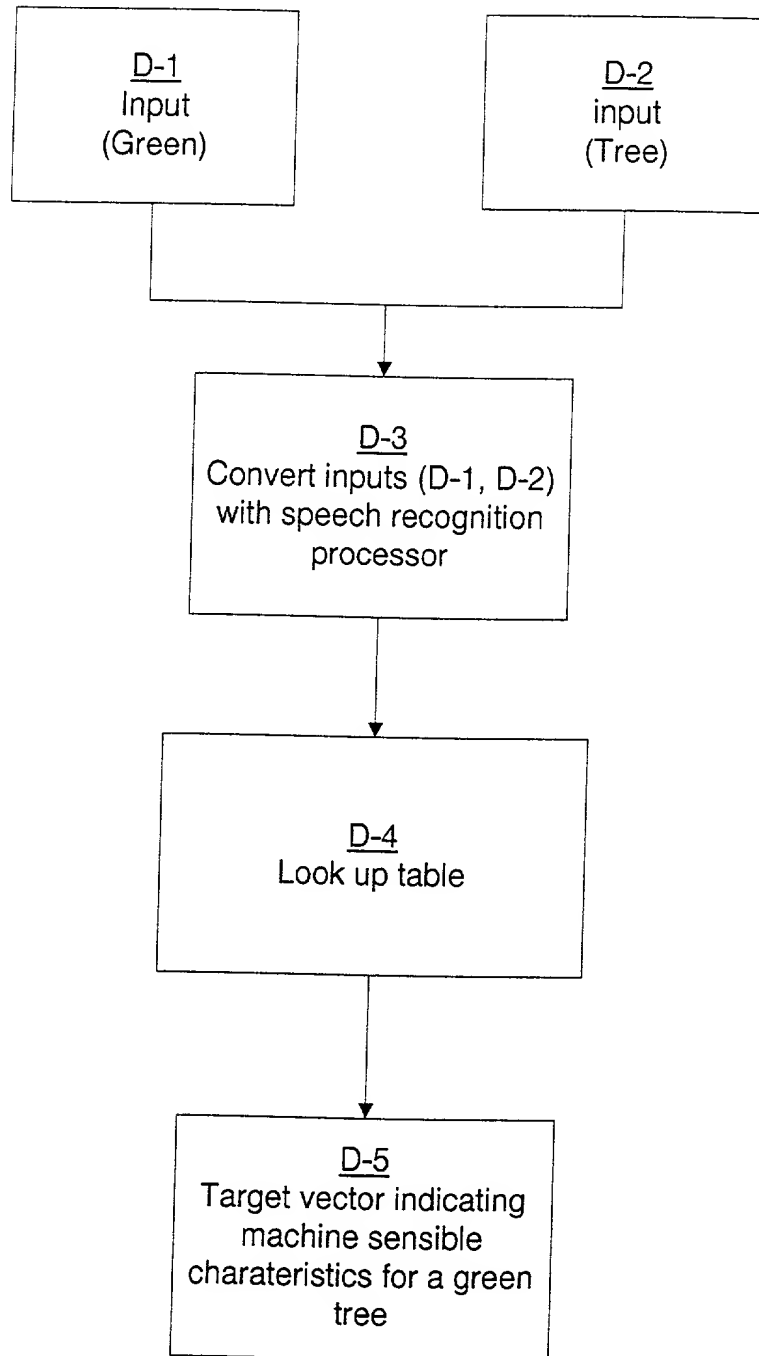 D-1
Input
(Green)
D-2
input
(Tree)
D-3
Convert inputs (D-1, D-2)
with speech recognition
processor
D-4
Look up table
D-5
Target vector indicating
machine sensible
charateristics for a green
tree